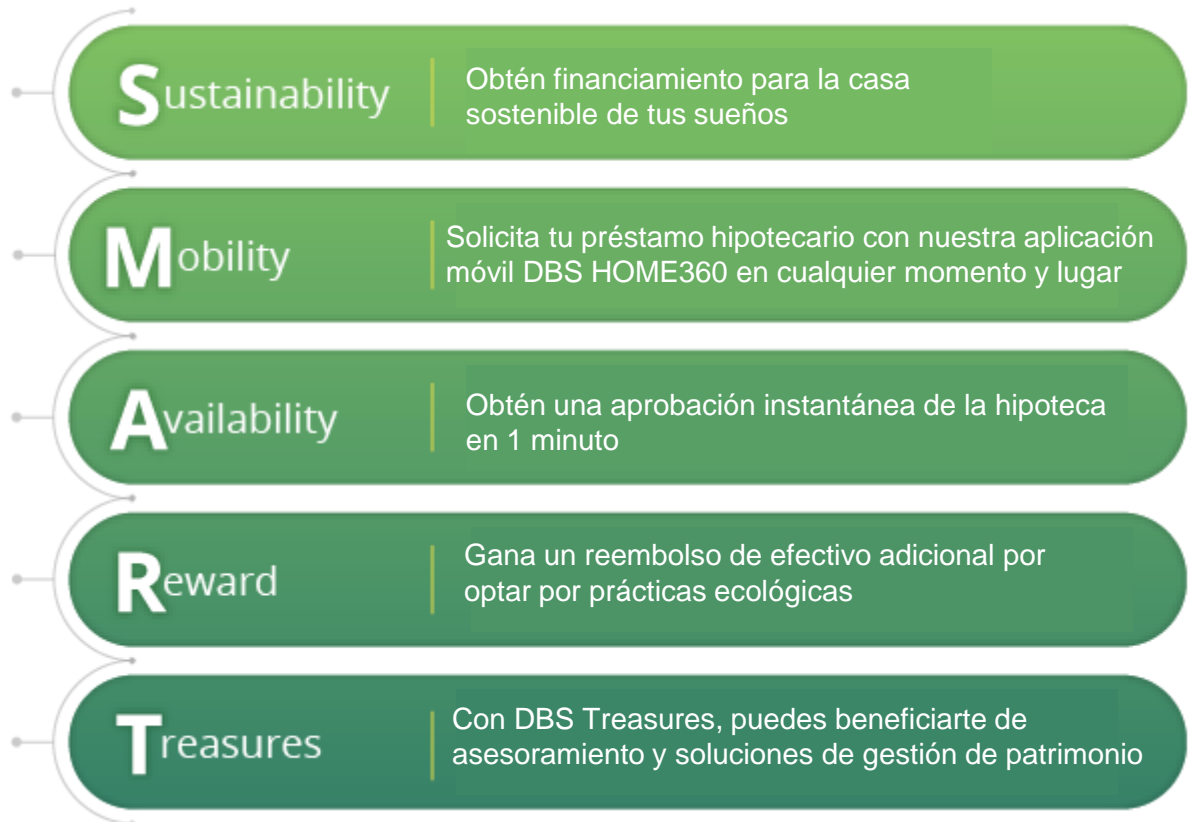 Sustainability
Obtén financiamiento para la casa
sostenible de tus sueños
Mobility
Solicita tu préstamo hipotecario con nuestra aplicación
móvil DBS HOME360 en cualquier momento y lugar
Availability
Obtén una aprobación instantánea de la hipoteca
en 1 minuto
Reward
Gana un reembolso de efectivo adicional por
optar por prácticas ecológicas
Treasures
Con DBS Treasures, puedes beneficiarte de
asesoramiento y soluciones de gestión de patrimonio